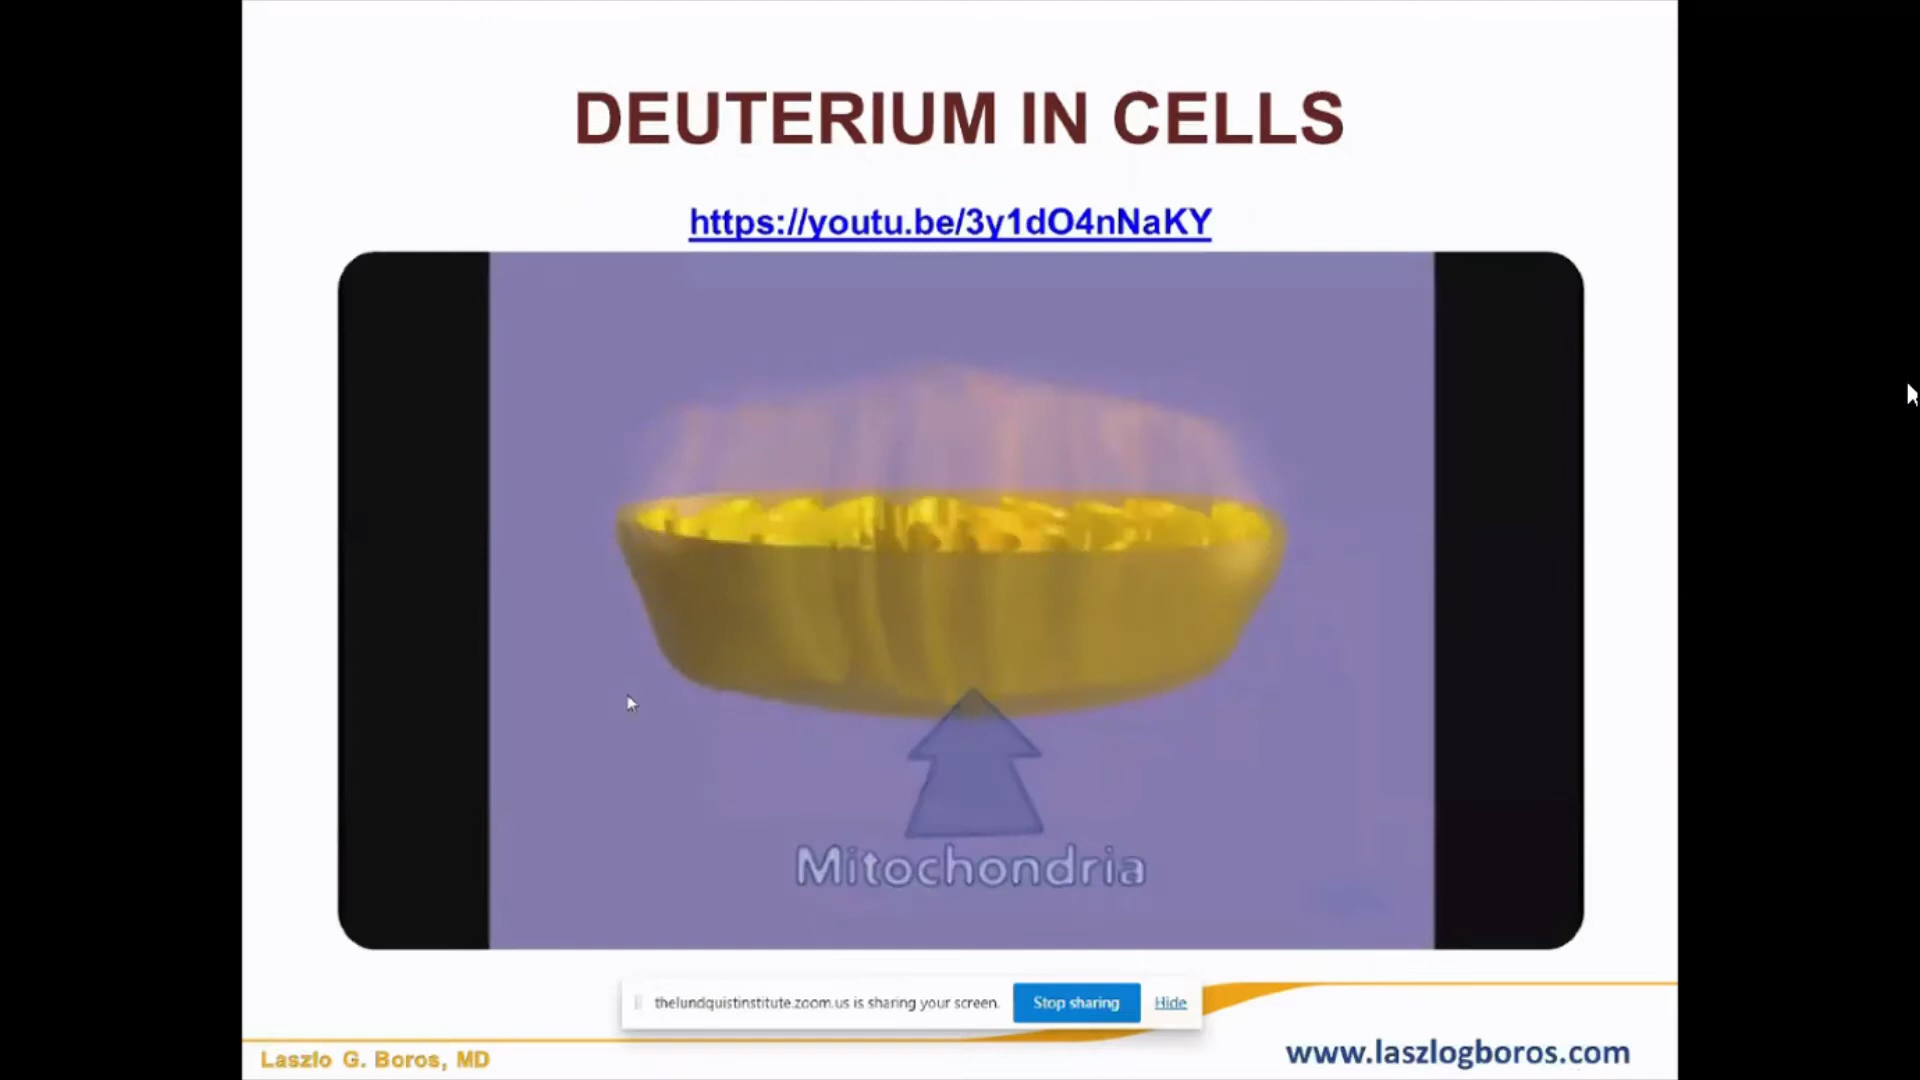 DEUTERIUM IN CELLS
https://youtu.be/3y1dO4nNaKY
Mitochondria
thelundquistinstitute.zoom.us is sharing your screen.
Stop sharing
Hide
Laszlo G. Boros, MD
www.laszlogboros.com